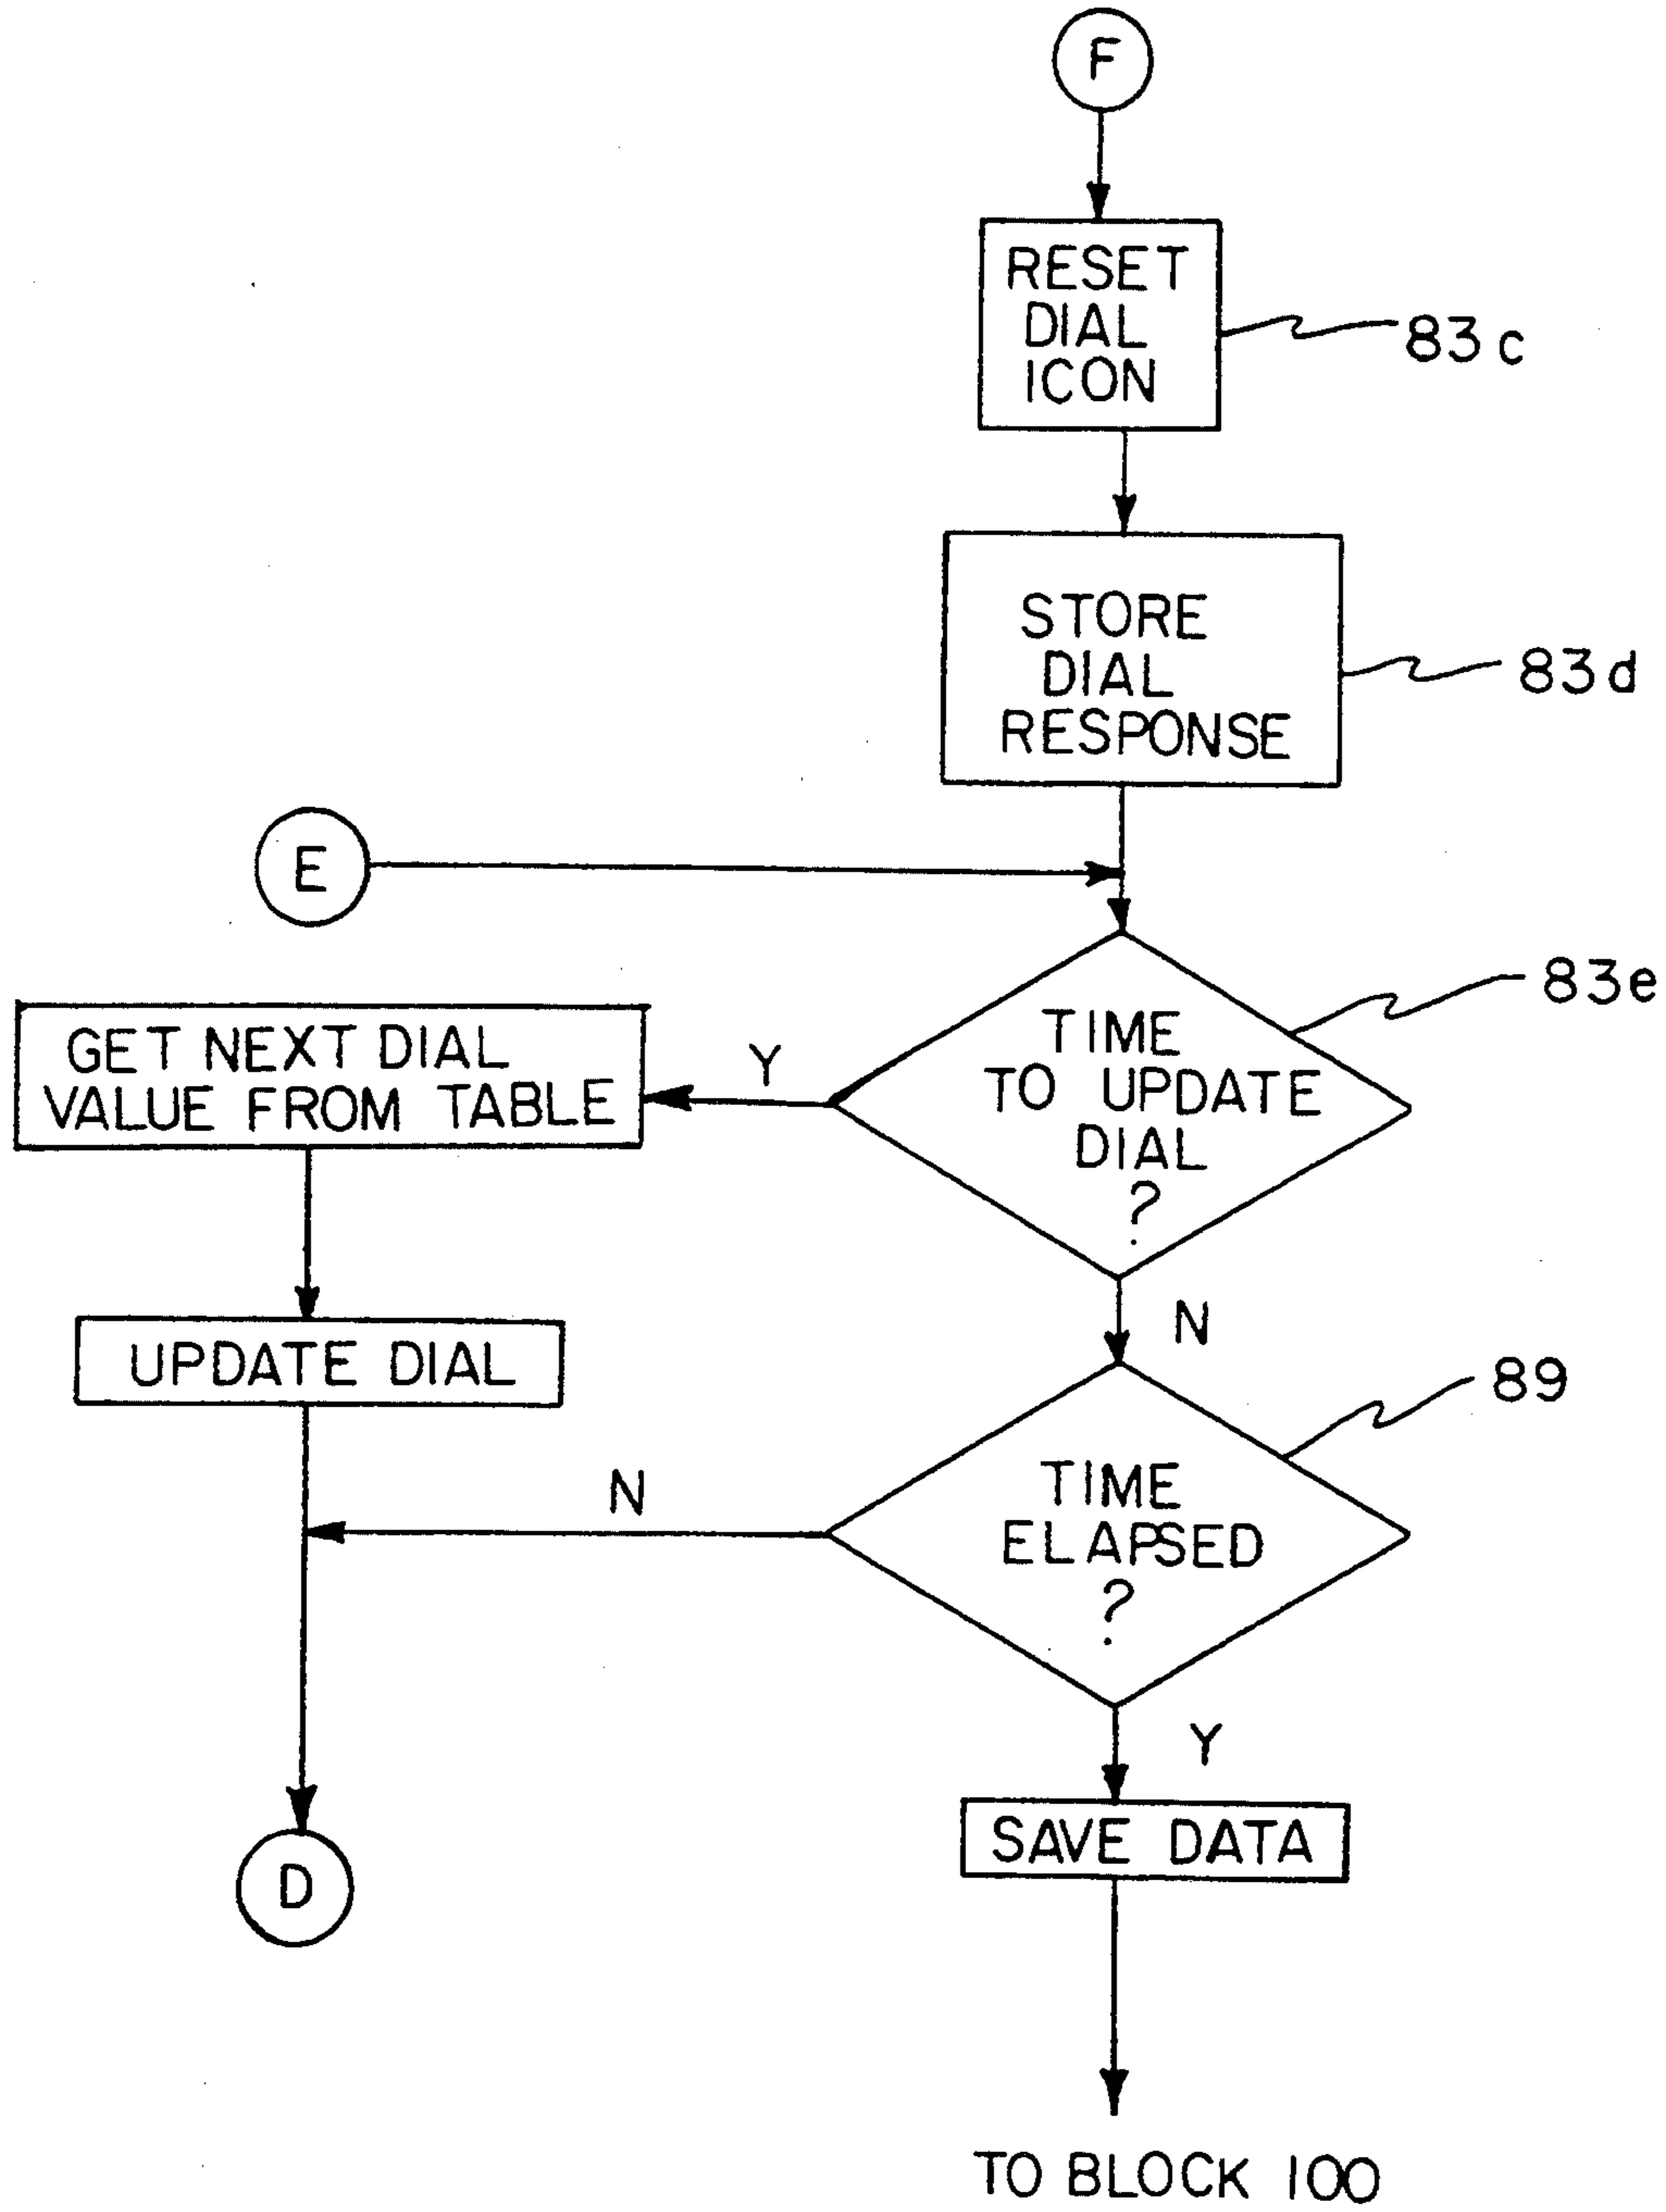 F
RESET
DIAL
ICON
83c
STORE
DIAL
RESPONSE
83d
E
83e
TIME
TO UPDATE
DIAL
?
Y
GET NEXT DIAL
VALUE FROM TABLE
N
UPDATE DIAL
89
TIME
ELAPSED
?
N
Y
SAVE DATA
D
TO BLOCK 100